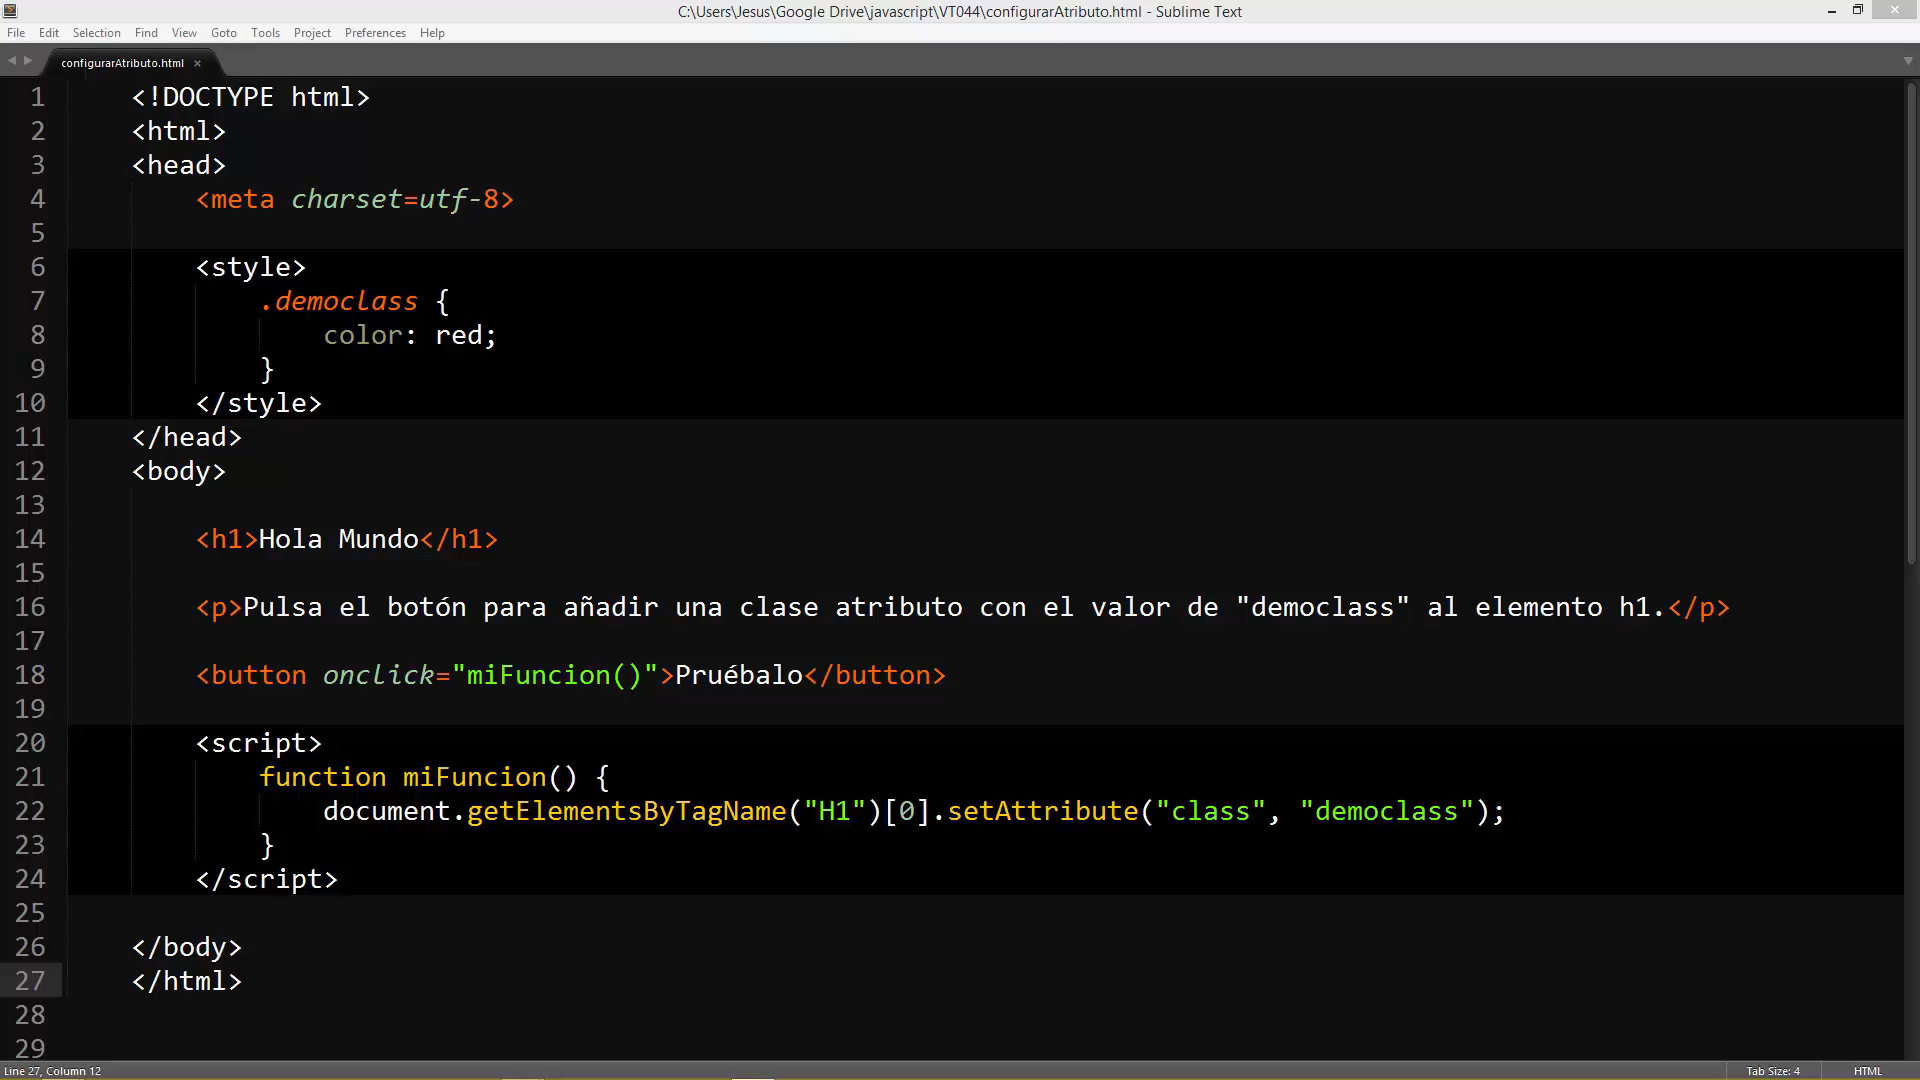 C:\Users\Jesus\Google Drive\javascript\VT044\configurarAtributo.html - Sublime Text
File Edit Selection Find View Goto Tools Project Preferences Help
configurarAtributo.html ×
1 <!DOCTYPE html>
2 <html>
3 <head>
4 <meta charset=utf-8>
5
6 <style>
7 .democlass {
8 color: red;
9 }
10 </style>
11 </head>
12 <body>
13
14 <h1>Hola Mundo</h1>
15
16 <p>Pulsa el botón para añadir una clase atributo con el valor de "democlass" al elemento h1.</p>
17
18 <button onclick="miFuncion()">Pruébalo</button>
19
20 <script>
21 function miFuncion() {
22 document.getElementsByTagName("H1")[0].setAttribute("class", "democlass");
23 }
24 </script>
25
26 </body>
27 </html>
28
29
Line 27, Column 12 Tab Size: 4 HTML